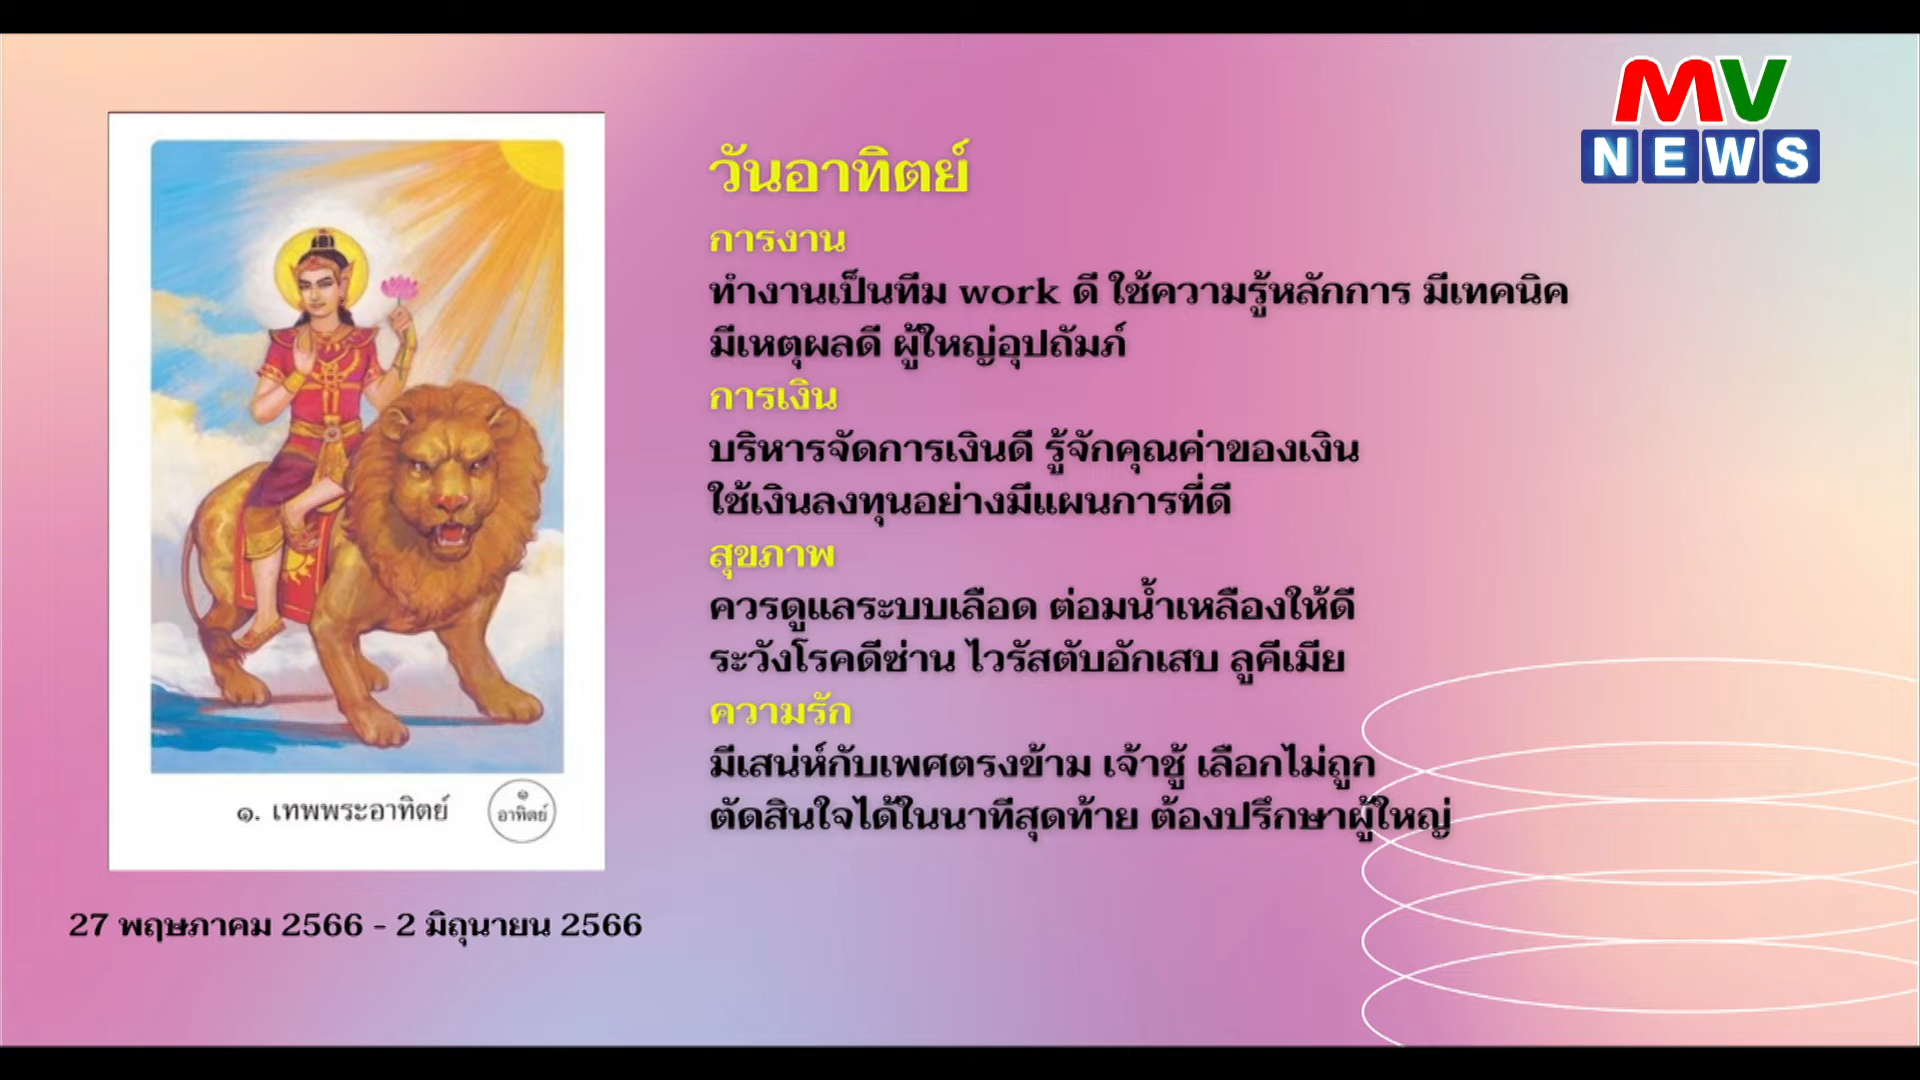 MV
NEWS
วันอาทิตย์
การงาน
ทำงานเป็นทีม work ดี ใช้ความรู้หลักการ มีเทคนิค
มีเหตุผลดี ผู้ใหญ่อุปถัมภ์
การเงิน
บริหารจัดการเงินดี รู้จักคุณค่าของเงิน
ใช้เงินลงทุนอย่างมีแผนการที่ดี
สุขภาพ
ควรดูแลระบบเลือด ต่อมน้ำเหลืองให้ดี
ระวังโรคดีซ่าน ไวรัสตับอักเสบ ลูคีเมีย
ความรัก
มีเสน่ห์กับเพศตรงข้าม เจ้าชู้ เลือกไม่ถูก
ตัดสินใจได้ในนาทีสุดท้าย ต้องปรึกษาผู้ใหญ่
๑. เทพพระอาทิตย์
๑
อาทิตย์
27 พฤษภาคม 2566 - 2 มิถุนายน 2566